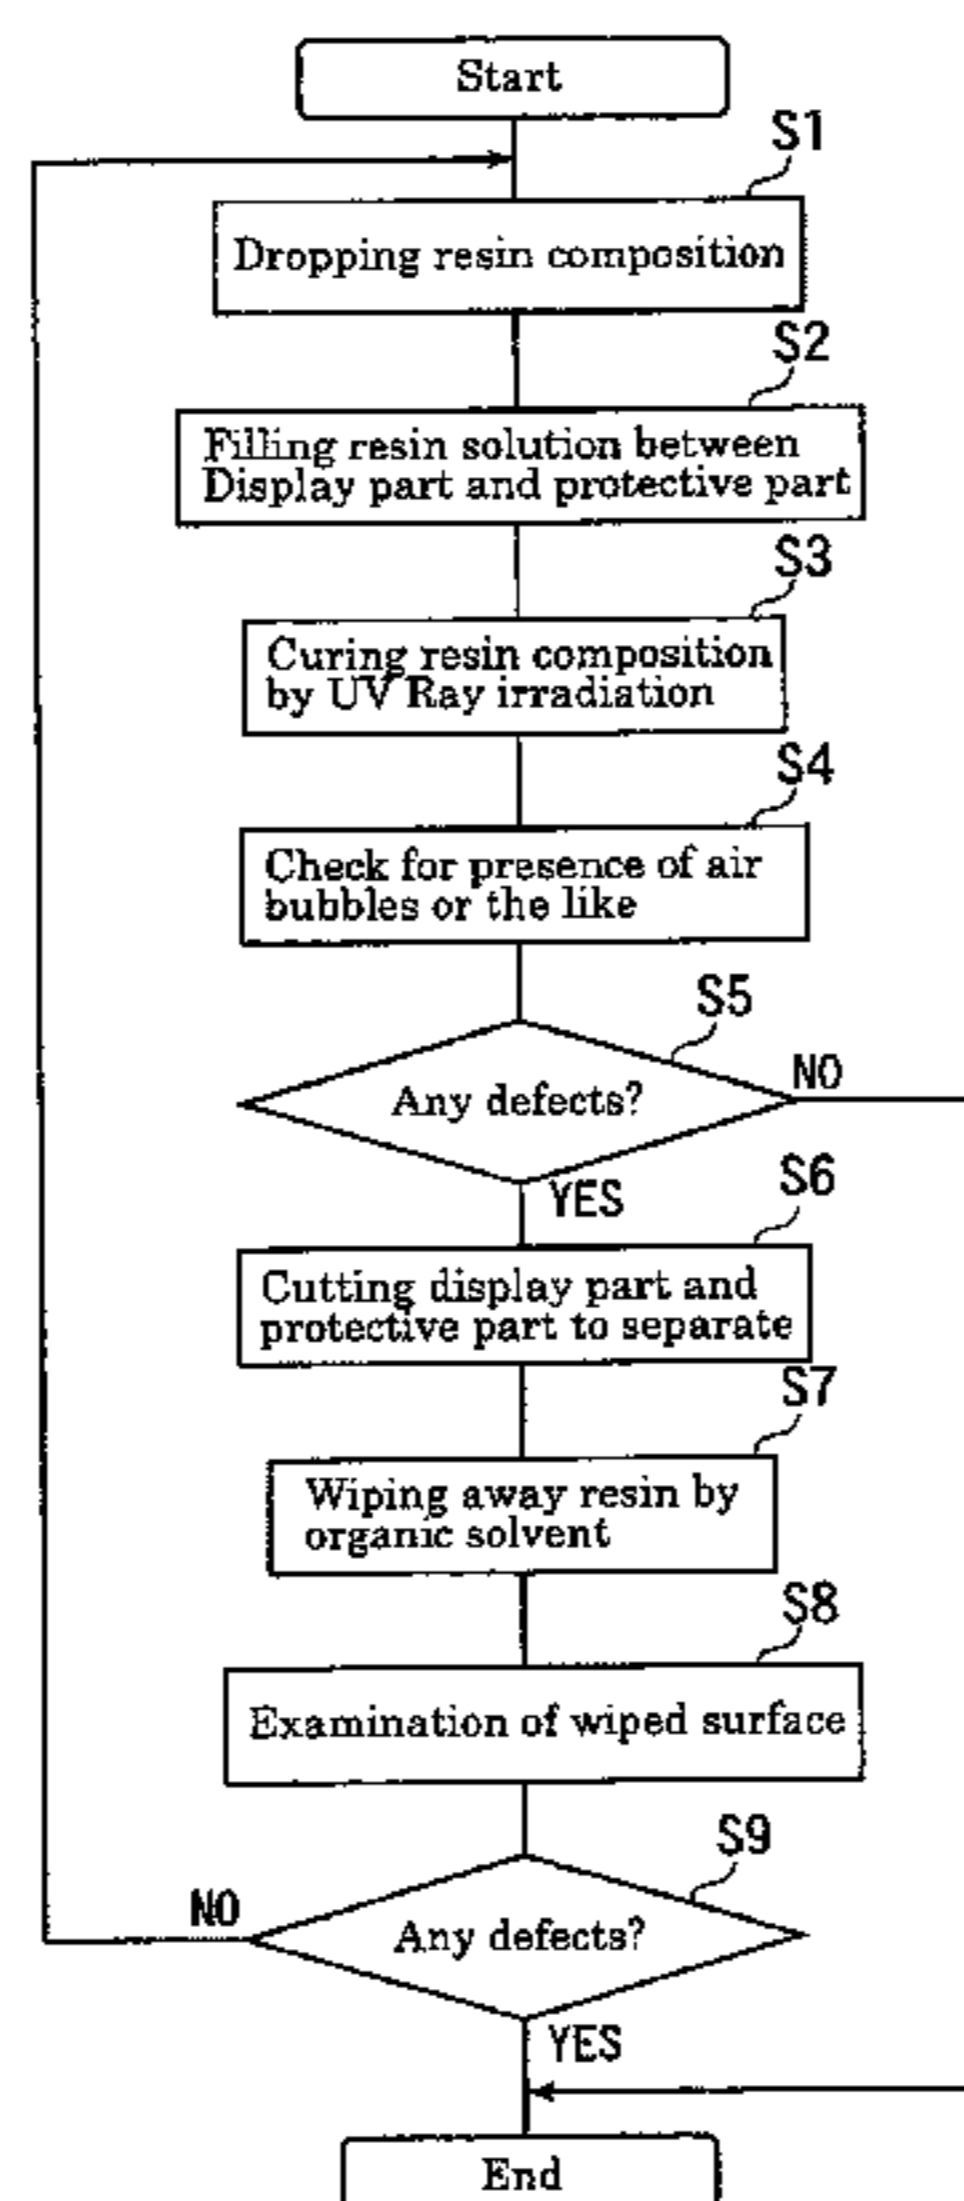 Start
S1
Dropping resin composition
S2
Filling resin solution between
Display part and protective part
S3
Curing resin composition
by UV Ray irradiation
S4
Check for presence of air
bubbles or the like
S5
Any defects?
NO
YES
S6
Cutting display part and
protective part to separate
S7
Wiping away resin by
organic solvent
S8
Examination of wiped surface
S9
NO
Any defects?
YES
End